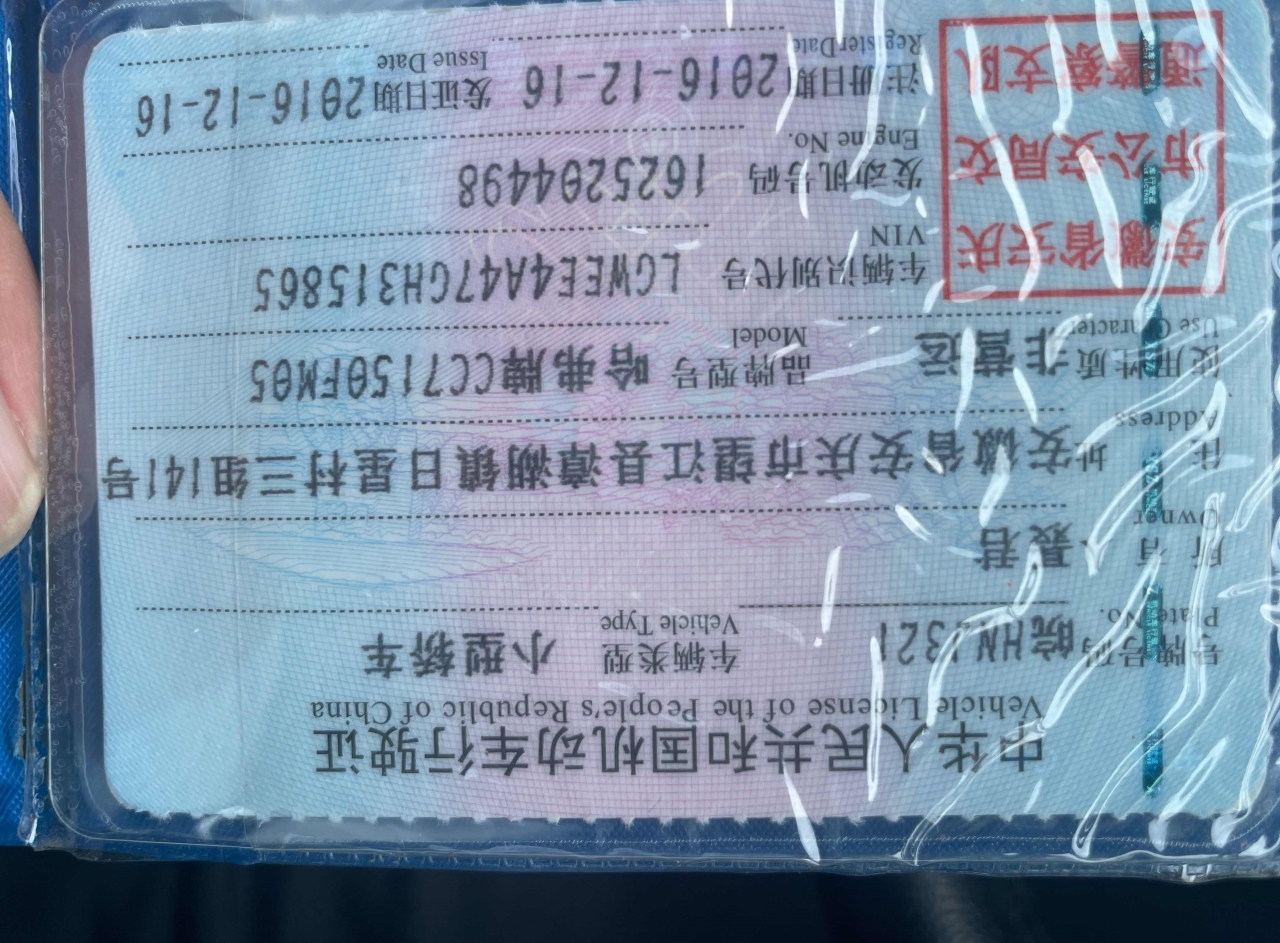 中华人民共和国机动车行驶证
Vehicle License of the People's Republic of China
号牌号码 车辆类型 小型轿车
Plate No. Vehicle Type
所有人 聂君
Owner
住址 安徽省安庆市望江县漳湖镇日星村三组141号
Address
使用性质 非营运 品牌型号 哈弗牌CC7150FM05
Use Character Model
安徽省安庆
市公安局交
通警察支队
车辆识别代号 LGWEE4A47GH315865
VIN
发动机号码 1625204498
Engine No.
注册日期 2016-12-16 发证日期 2016-12-16
Register Date Issue Date